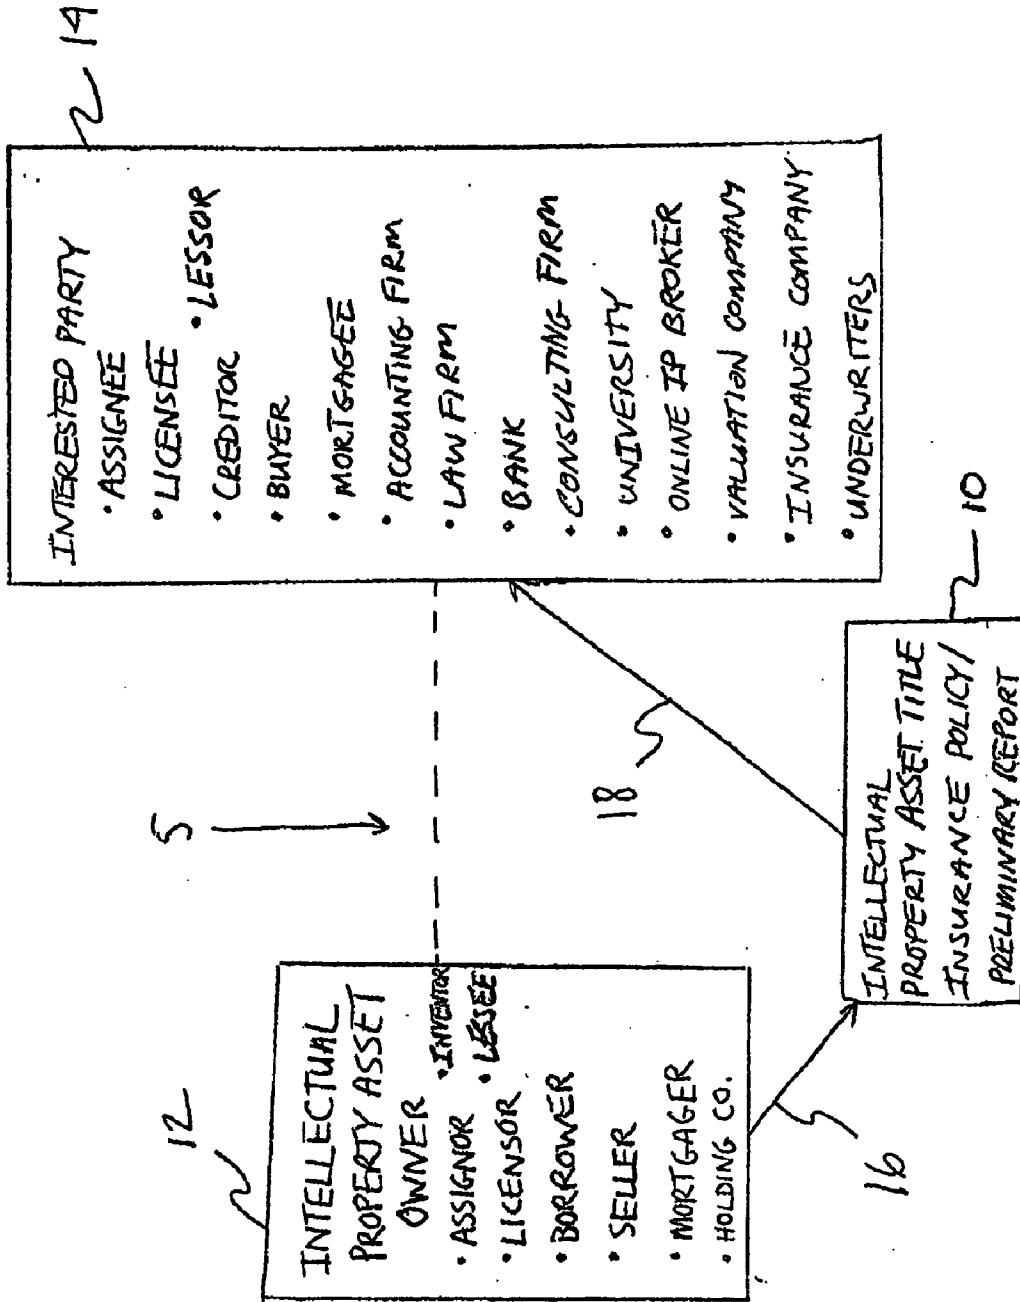 5
12
INTELLECTUAL
PROPERTY ASSET
OWNER
• INVENTOR
• ASSIGNOR
• LESSEE
• LICENSOR
• BORROWER
• SELLER
• MORTGAGER
• HOLDING CO.
14
INTERESTED PARTY
• ASSIGNEE
• LICENSEE
• LESSOR
• CREDITOR
• BUYER
• MORTGAGEE
• ACCOUNTING FIRM
• LAW FIRM
• BANK
• CONSULTING FIRM
• UNIVERSITY
• ONLINE IP BROKER
• VALUATION COMPANY
• INSURANCE COMPANY
• UNDERWRITERS
18
16
10
INTELLECTUAL
PROPERTY ASSET TITLE
INSURANCE POLICY/
PRELIMINARY REPORT